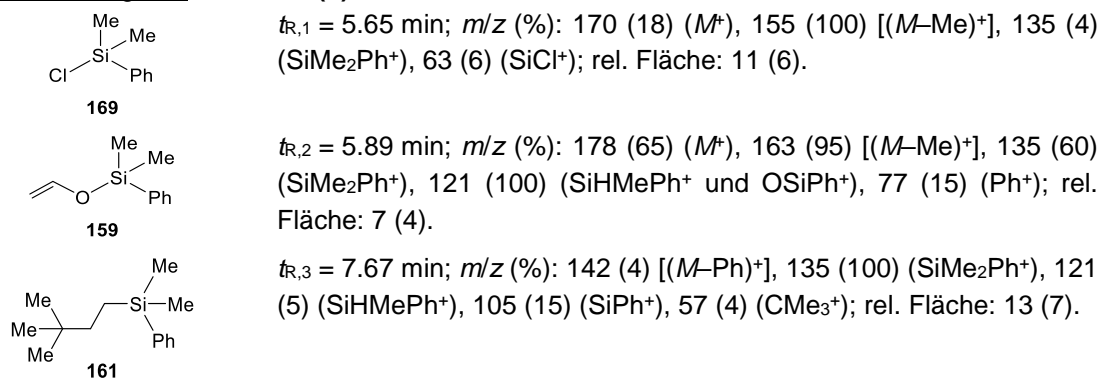 Me
Me
Si
Cl
Ph
169
tR,1 = 5.65 min; m/z (%): 170 (18) (M⁺), 155 (100) [(M–Me)⁺], 135 (4)
(SiMe₂Ph⁺), 63 (6) (SiCl⁺); rel. Fläche: 11 (6).
Me
Me
Si
O
Ph
159
tR,2 = 5.89 min; m/z (%): 178 (65) (M⁺), 163 (95) [(M–Me)⁺], 135 (60)
(SiMe₂Ph⁺), 121 (100) (SiHMePh⁺ und OSiPh⁺), 77 (15) (Ph⁺); rel.
Fläche: 7 (4).
Me
Si
Me
Me
Me
Me
Ph
161
tR,3 = 7.67 min; m/z (%): 142 (4) [(M–Ph)⁺], 135 (100) (SiMe₂Ph⁺), 121
(5) (SiHMePh⁺), 105 (15) (SiPh⁺), 57 (4) (CMe₃⁺); rel. Fläche: 13 (7).